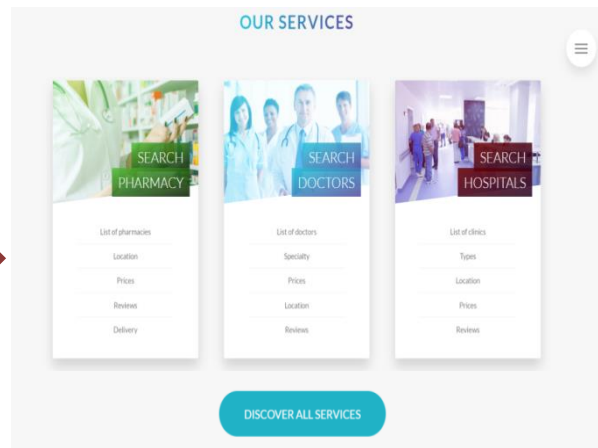 OUR SERVICES
SEARCH
PHARMACY
List of pharmacies
Location
Prices
Reviews
Delivery
SEARCH
DOCTORS
List of doctors
Specialty
Prices
Location
Reviews
SEARCH
HOSPITALS
List of clinics
Types
Location
Prices
Reviews
DISCOVER ALL SERVICES